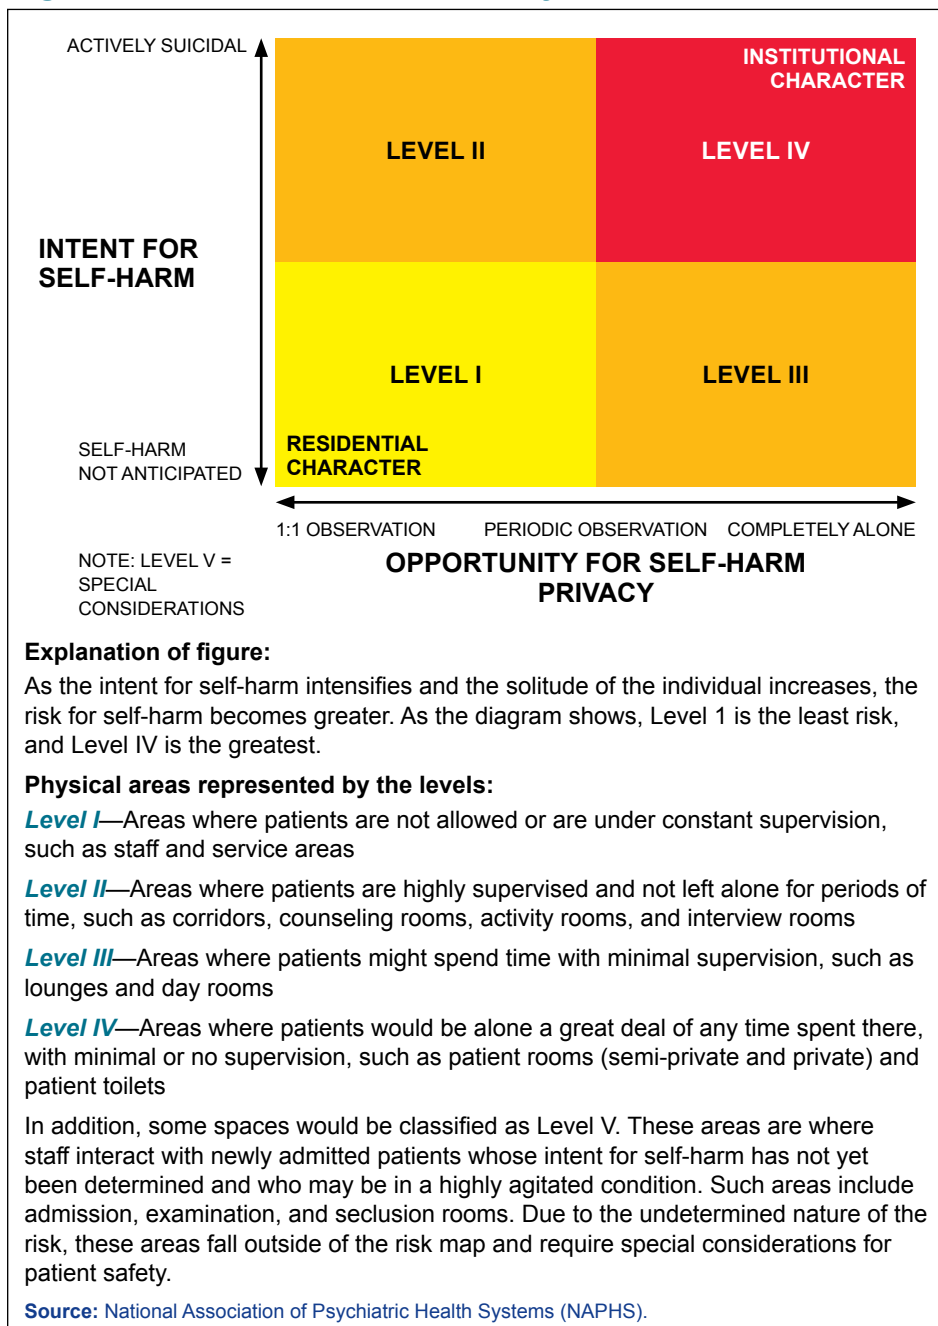 ACTIVELY SUICIDAL
INSTITUTIONAL
CHARACTER
LEVEL II
LEVEL IV
INTENT FOR
SELF-HARM
LEVEL I
LEVEL III
SELF-HARM
NOT ANTICIPATED
RESIDENTIAL
CHARACTER
1:1 OBSERVATION
PERIODIC OBSERVATION
COMPLETELY ALONE
NOTE: LEVEL V =
SPECIAL
CONSIDERATIONS
OPPORTUNITY FOR SELF-HARM
PRIVACY
Explanation of figure:
As the intent for self-harm intensifies and the solitude of the individual increases, the
risk for self-harm becomes greater. As the diagram shows, Level 1 is the least risk,
and Level IV is the greatest.
Physical areas represented by the levels:
Level I—Areas where patients are not allowed or are under constant supervision,
such as staff and service areas
Level II—Areas where patients are highly supervised and not left alone for periods of
time, such as corridors, counseling rooms, activity rooms, and interview rooms
Level III—Areas where patients might spend time with minimal supervision, such as
lounges and day rooms
Level IV—Areas where patients would be alone a great deal of any time spent there,
with minimal or no supervision, such as patient rooms (semi-private and private) and
patient toilets
In addition, some spaces would be classified as Level V. These areas are where
staff interact with newly admitted patients whose intent for self-harm has not yet
been determined and who may be in a highly agitated condition. Such areas include
admission, examination, and seclusion rooms. Due to the undetermined nature of the
risk, these areas fall outside of the risk map and require special considerations for
patient safety.
Source: National Association of Psychiatric Health Systems (NAPHS).